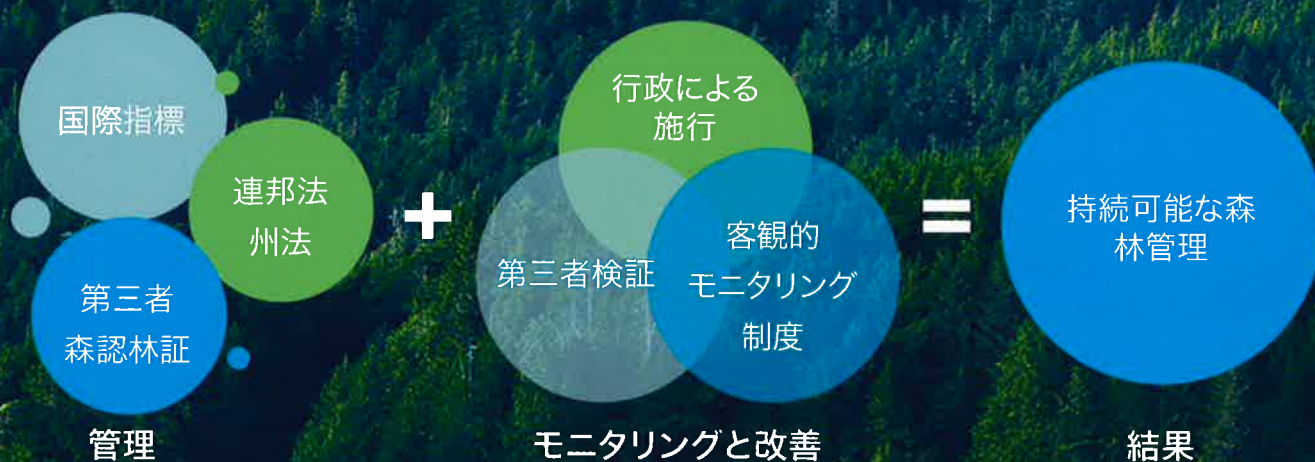 国際指標
連邦法
州法
第三者
森認林証
管理
+
行政による
施行
第三者検証
客観的
モニタリング
制度
モニタリングと改善
=
持続可能な森
林管理
結果